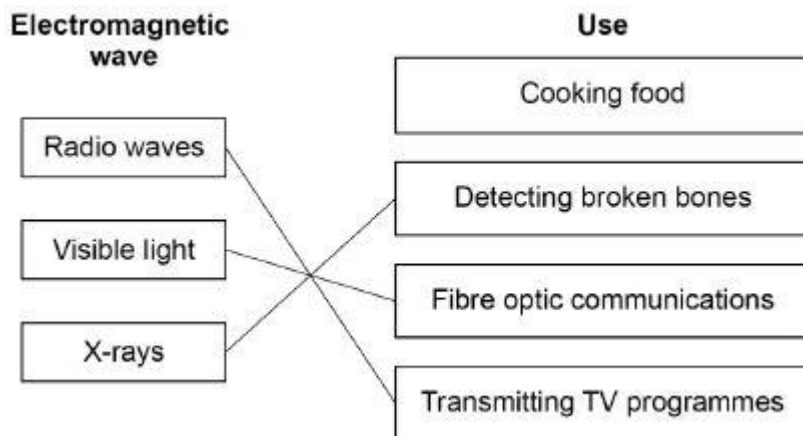 Electromagnetic
wave
Radio waves
Visible light
X-rays
Use
Cooking food
Detecting broken bones
Fibre optic communications
Transmitting TV programmes